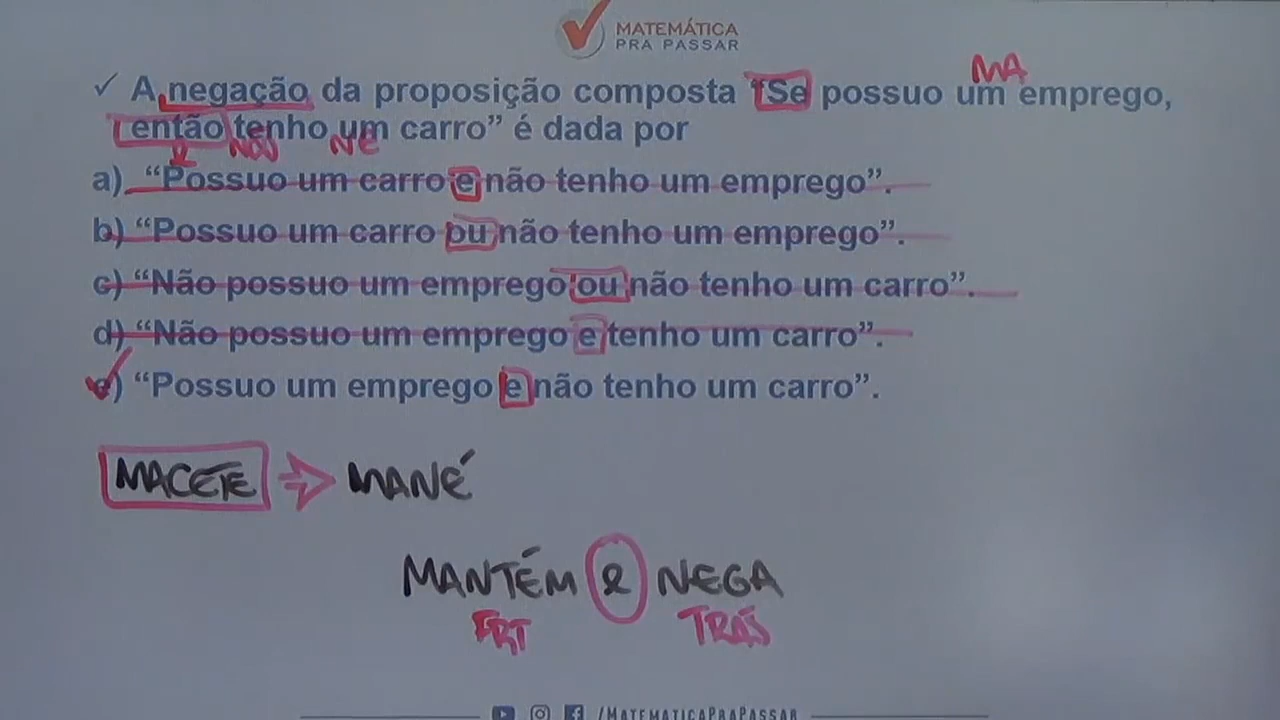 MATEMÁTICA
PRA PASSAR
MA
✓ A negação da proposição composta “Se possuo um emprego,
então tenho um carro” é dada por
e NÃO NE
a) “Possuo um carro e não tenho um emprego”.
b) “Possuo um carro ou não tenho um emprego”.
c) “Não possuo um emprego ou não tenho um carro”.
d) “Não possuo um emprego e tenho um carro”.
e) “Possuo um emprego e não tenho um carro”.
MACETE ⇒ MANÉ
MANTÉM e NEGA
FRT TRÁS
/MATEMATICAPRAPASSAR